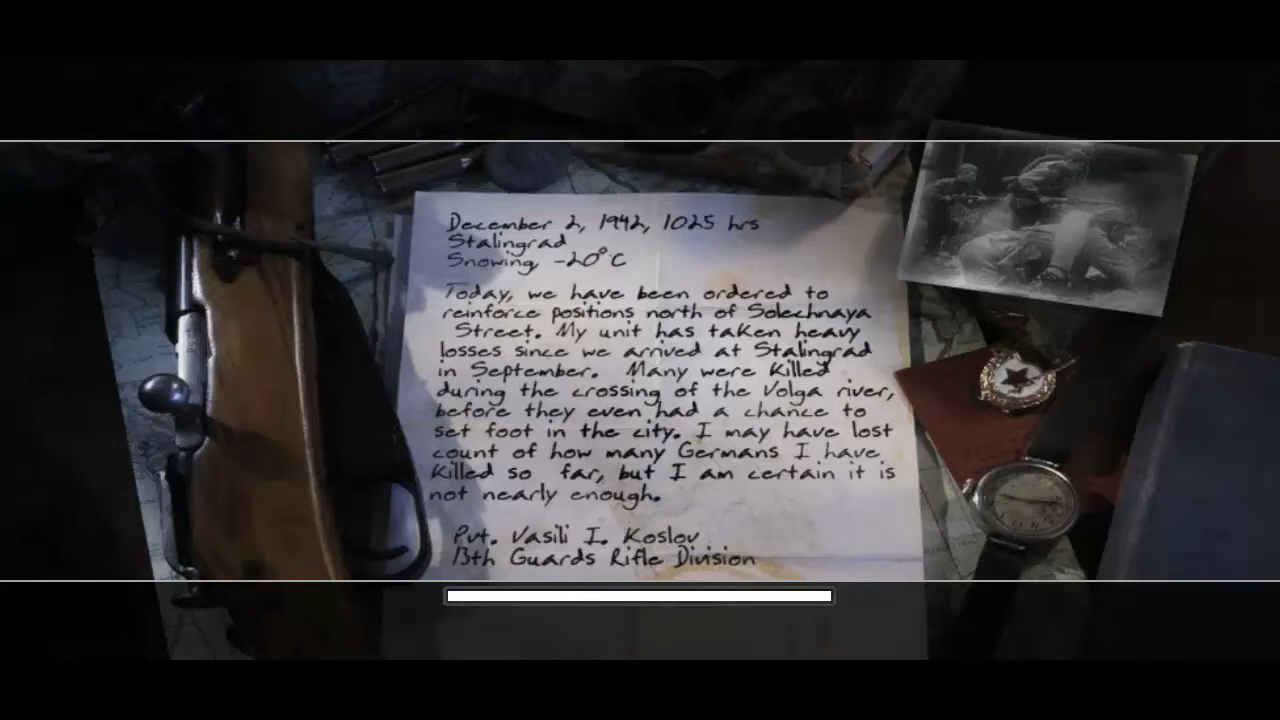 December 2, 1942, 1025 hrs
Stalingrad
Snowing, -20°C
Today, we have been ordered to
reinforce positions north of Solechnaya
Street. My unit has taken heavy
losses since we arrived at Stalingrad
in September. Many were killed
during the crossing of the Volga river,
before they even had a chance to
set foot in the city. I may have lost
count of how many Germans I have
killed so far, but I am certain it is
not nearly enough.
Pvt. Vasili I. Koslov
13th Guards Rifle Division